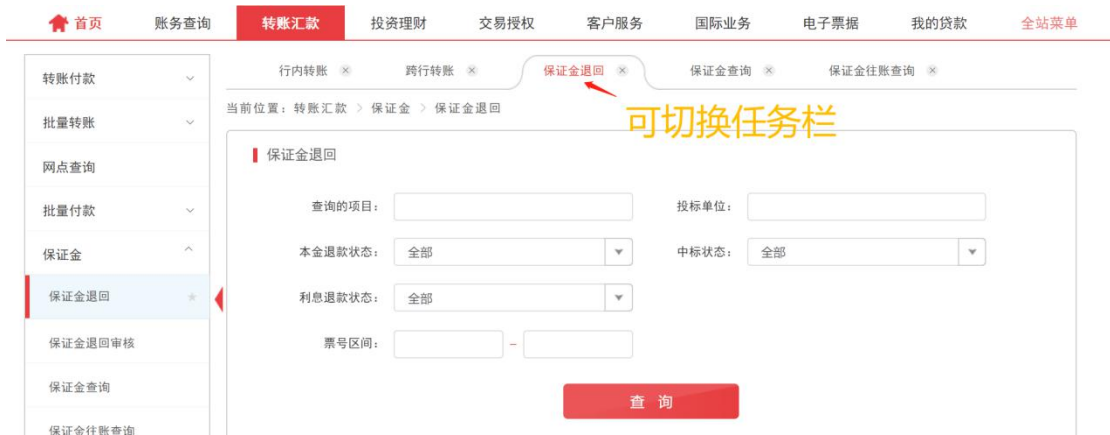 首页 账务查询 转账汇款 投资理财 交易授权 客户服务 国际业务 电子票据 我的贷款 全站菜单
转账付款
批量转账
网点查询
批量付款
保证金
保证金退回
保证金退回审核
保证金查询
保证金往账查询
行内转账 跨行转账 保证金退回 保证金查询 保证金往账查询
当前位置：转账汇款 > 保证金 > 保证金退回
可切换任务栏
保证金退回
查询的项目： 投标单位：
本金退款状态： 全部 中标状态： 全部
利息退款状态： 全部
票号区间： –
查 询